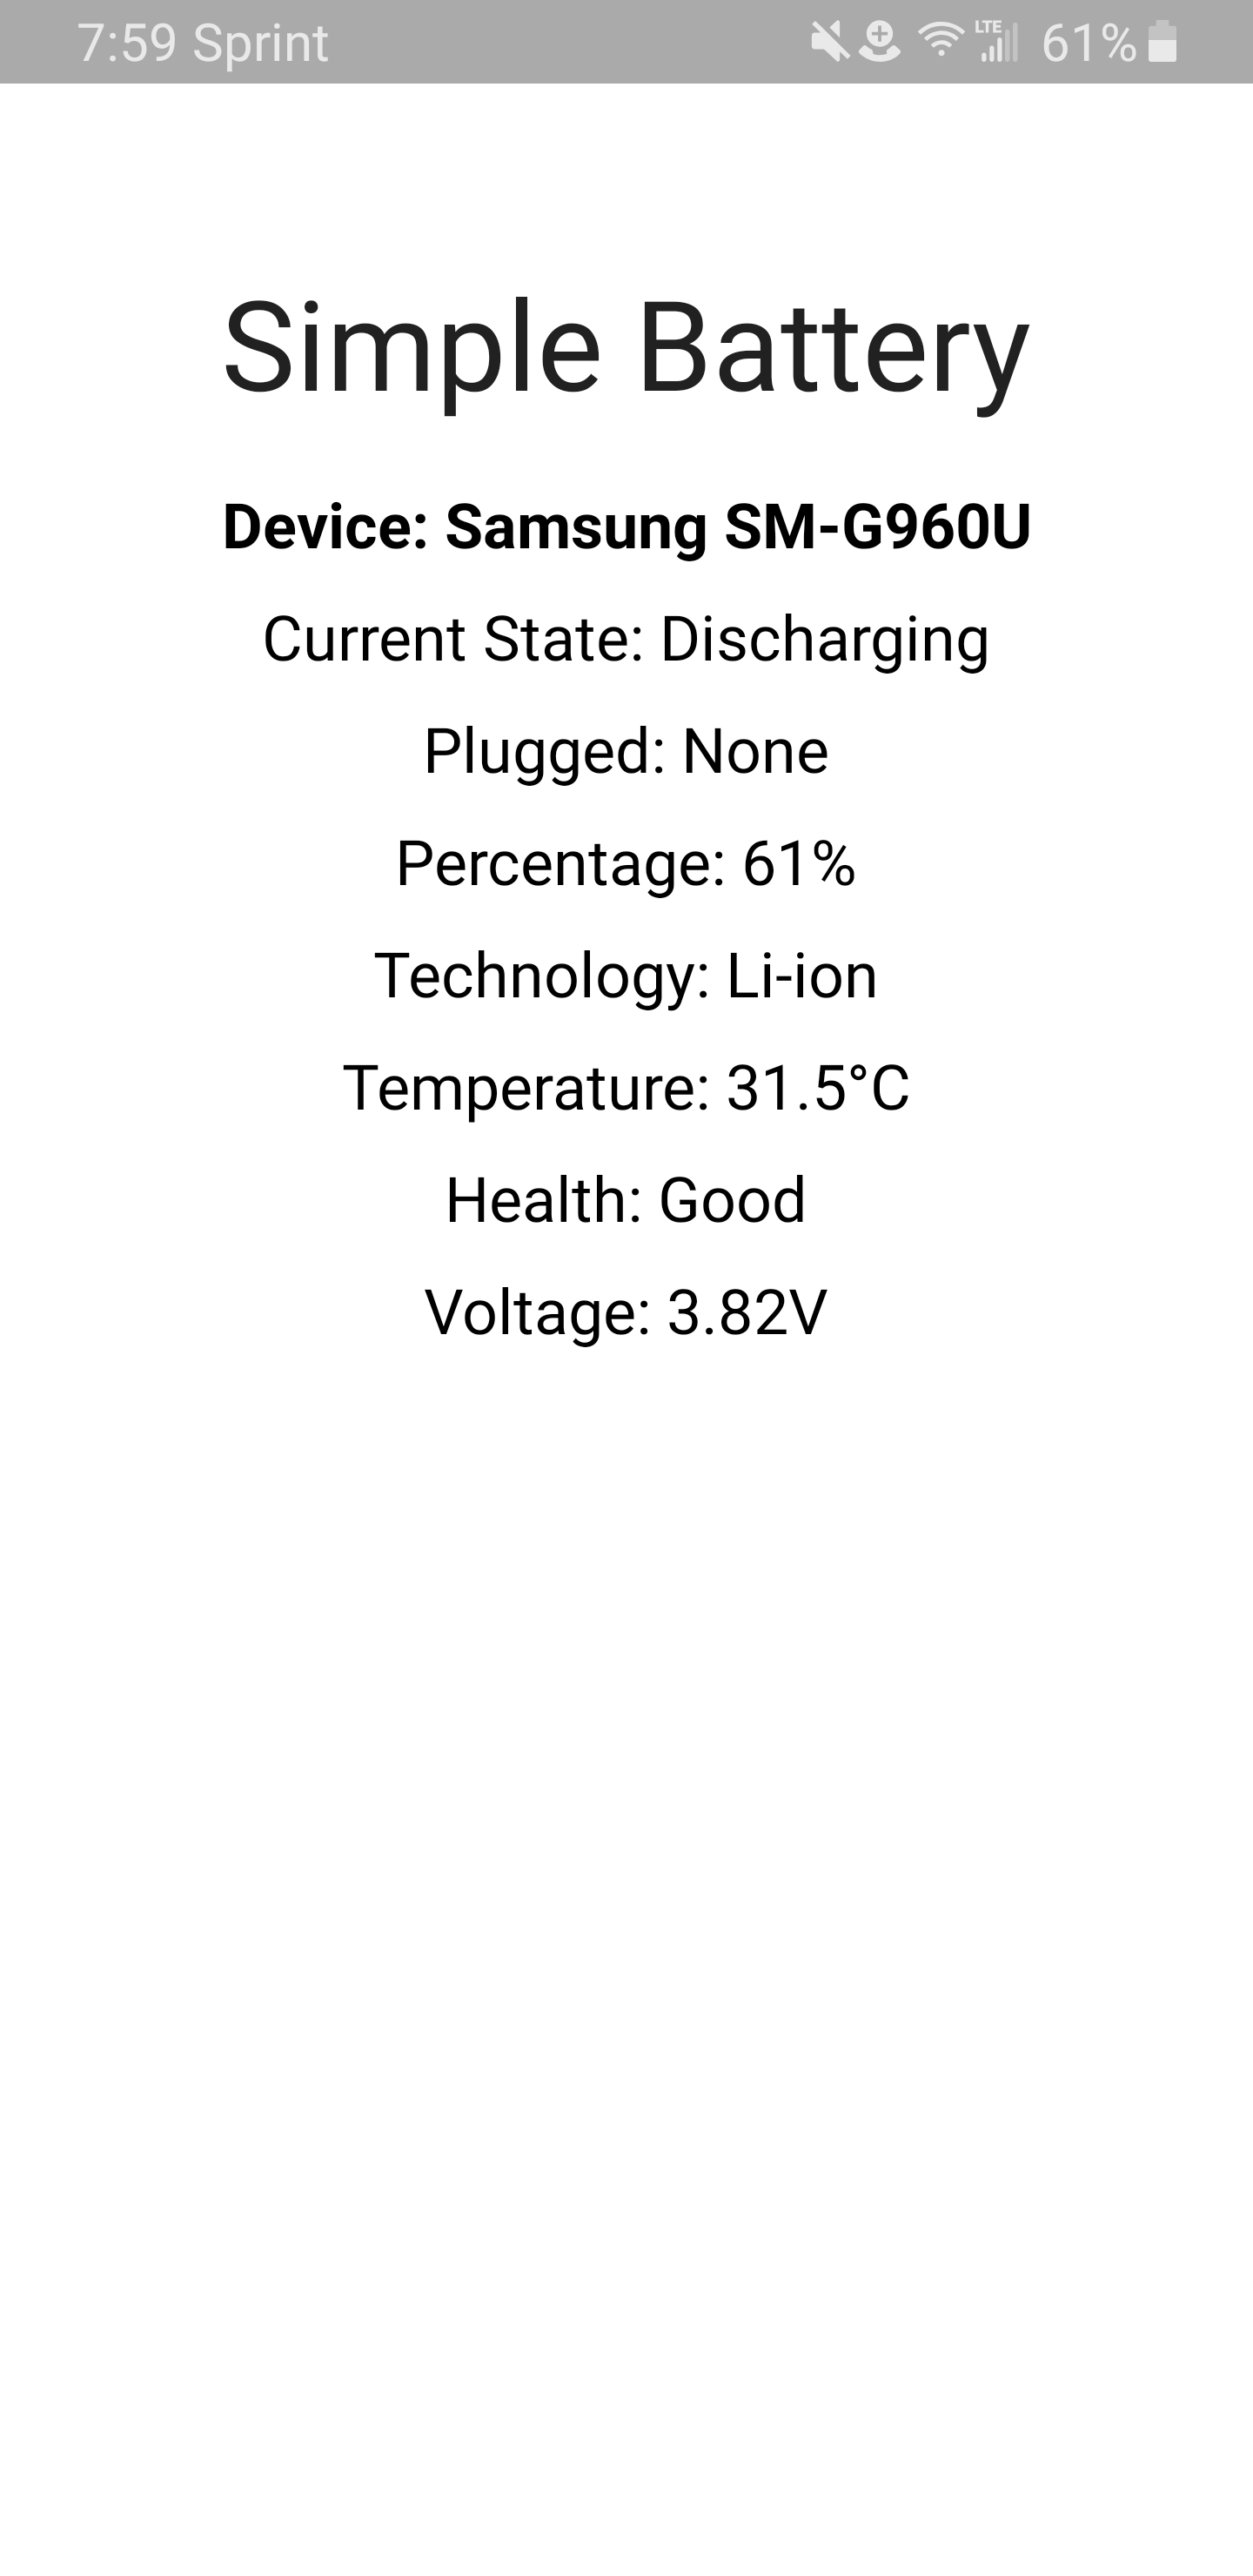 7:59 Sprint LTE 61%
Simple Battery
Device: Samsung SM-G960U
Current State: Discharging
Plugged: None
Percentage: 61%
Technology: Li-ion
Temperature: 31.5°C
Health: Good
Voltage: 3.82V